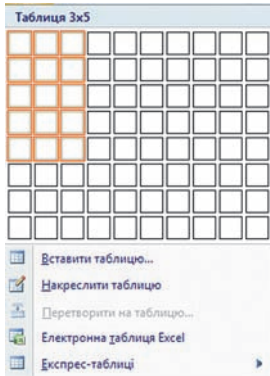 Таблиця 3x5
Вставити таблицю...
Накреслити таблицю
Перетворити на таблицю...
Електронна таблиця Excel
Експрес-таблиці